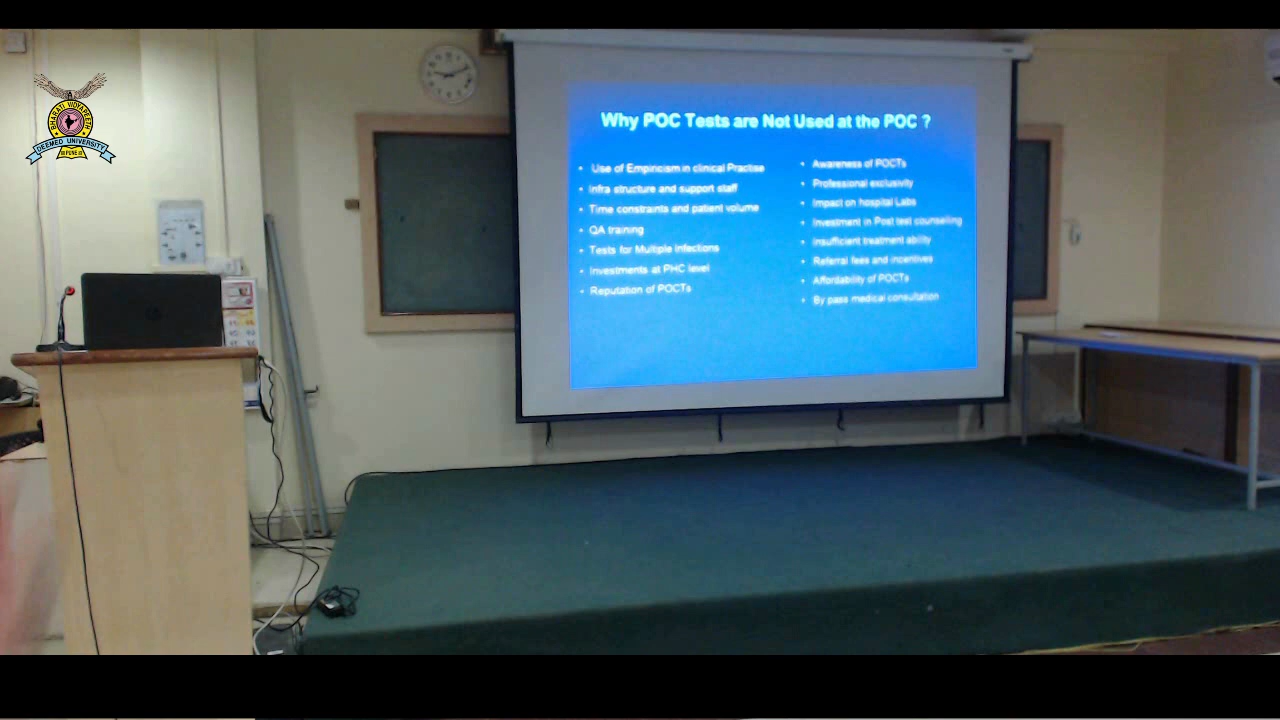 BHARATI VIDYAPEETH
DEEMED UNIVERSITY
Why POC Tests are Not Used at the POC ?
• Use of Empiricism in clinical Practise
• Infra structure and support staff
• Time constraints and patient volume
• QA training
• Tests for Multiple infections
• Investments at PHC level
• Reputation of POCTs
• Awareness of POCTs
• Professional exclusivity
• Impact on hospital Labs
• Investment in Post test counselling
• insufficient treatment ability
• Referral fees and incentives
• Affordability of POCTs
• By pass medical consultation